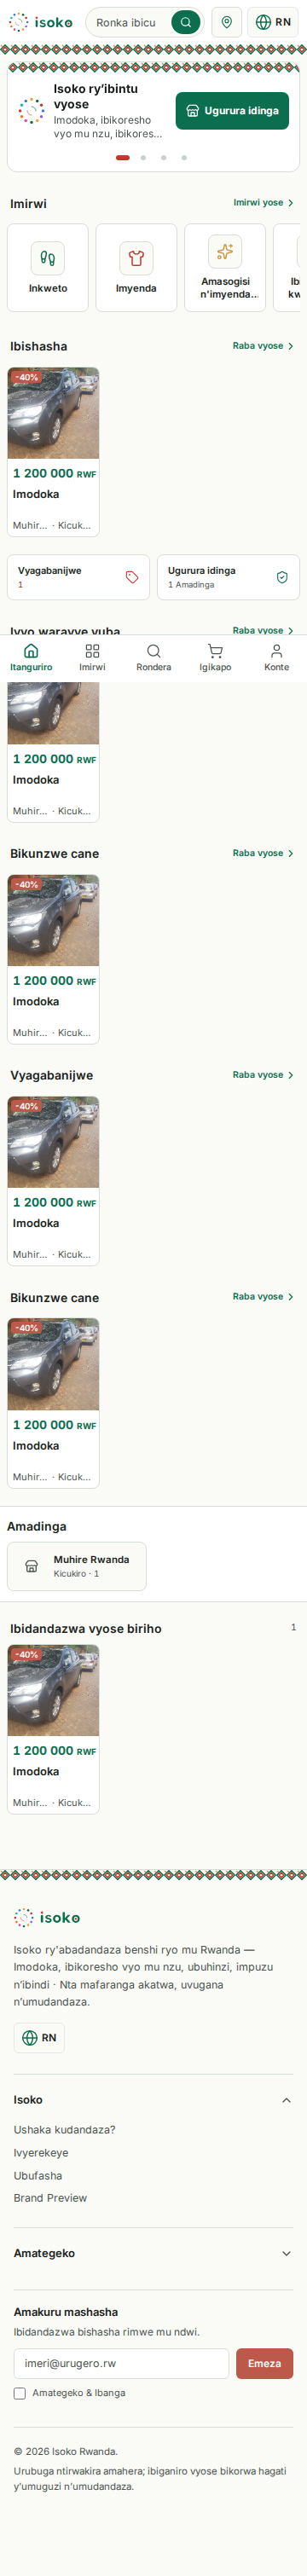 isoko
Ronka ibicu
RN
Isoko ry'ibintu
vyose
Imodoka, ibikoresho
vyo mu nzu, ibikores...
Ugurura idinga
Imirwi
Imirwi yose
Inkweto
Imyenda
Amasogisi
n'imyenda...
Ibishasha
Raba vyose
-40%
1 200 000 RWF
Imodoka
Muhir... · Kicuk...
Vyagabanijwe
1
Ugurura idinga
1 Amadinga
Raba vyose
Itanguriro
Imirwi
Rondera
Igikapo
Konte
1 200 000 RWF
Imodoka
Muhir... · Kicuk...
Bikunzwe cane
Raba vyose
-40%
1 200 000 RWF
Imodoka
Muhir... · Kicuk...
Vyagabanijwe
Raba vyose
-40%
1 200 000 RWF
Imodoka
Muhir... · Kicuk...
Bikunzwe cane
Raba vyose
-40%
1 200 000 RWF
Imodoka
Muhir... · Kicuk...
Amadinga
Muhire Rwanda
Kicukiro · 1
Ibidandazwa vyose biriho
1
-40%
1 200 000 RWF
Imodoka
Muhir... · Kicuk...
isoko
Isoko ry'abadandaza benshi ryo mu Rwanda —
Imodoka, ibikoresho vyo mu nzu, ubuhinzi, impuzu
n'ibindi · Nta mafaranga akatwa, uvugana
n'umudandaza.
RN
Isoko
Ushaka kudandaza?
Ivyerekeye
Ubufasha
Brand Preview
Amategeko
Amakuru mashasha
Ibidandazwa bishasha rimwe mu ndwi.
imeri@urugero.rw
Emeza
Amategeko & Ibanga
© 2026 Isoko Rwanda.
Urubuga ntirwakira amahera; ibiganiro vyose bikorwa hagati
y'umuguzi n'umudandaza.